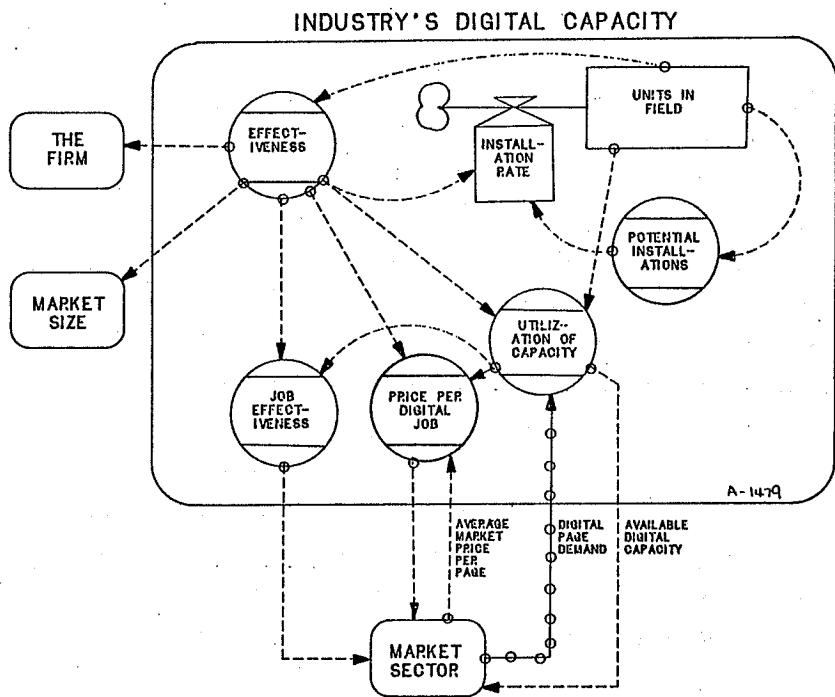 INDUSTRY'S DIGITAL CAPACITY
UNITS IN
FIELD
EFFECT-
IVENESS
THE
FIRM
INSTALL-
ATION
RATE
POTENTIAL
INSTALL-
ATIONS
MARKET
SIZE
UTILIZ-
ATION OF
CAPACITY
JOB
EFFECT-
IVENESS
PRICE PER
DIGITAL
JOB
A-1479
AVERAGE
MARKET
PRICE
PER
PAGE
DIGITAL
PAGE
DEMAND
AVAILABLE
DIGITAL
CAPACITY
MARKET
SECTOR